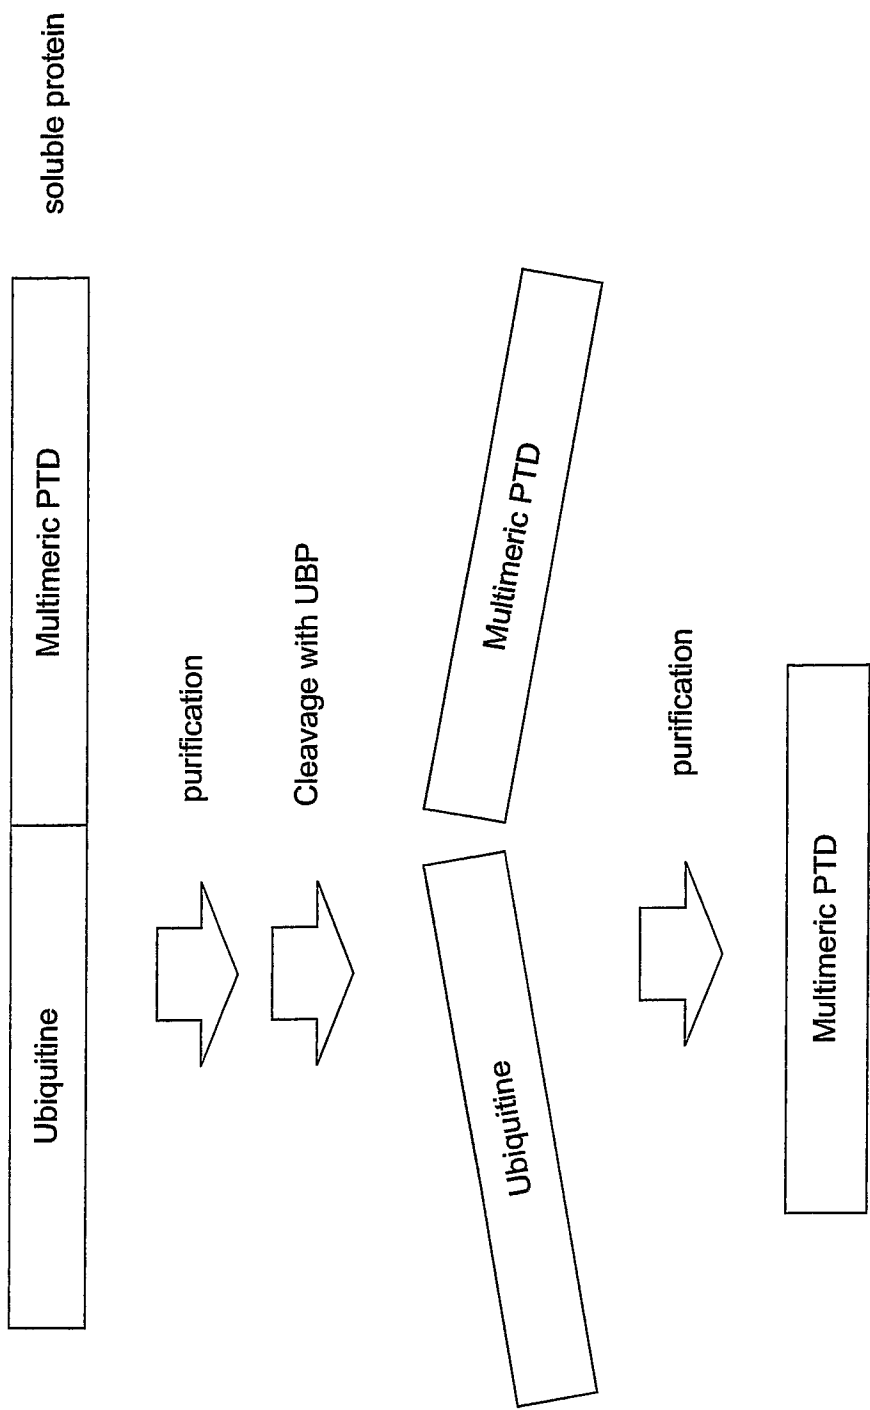 Ubiquitine
Multimeric PTD
soluble protein
purification
Cleavage with UBP
Ubiquitine
Multimeric PTD
purification
Multimeric PTD